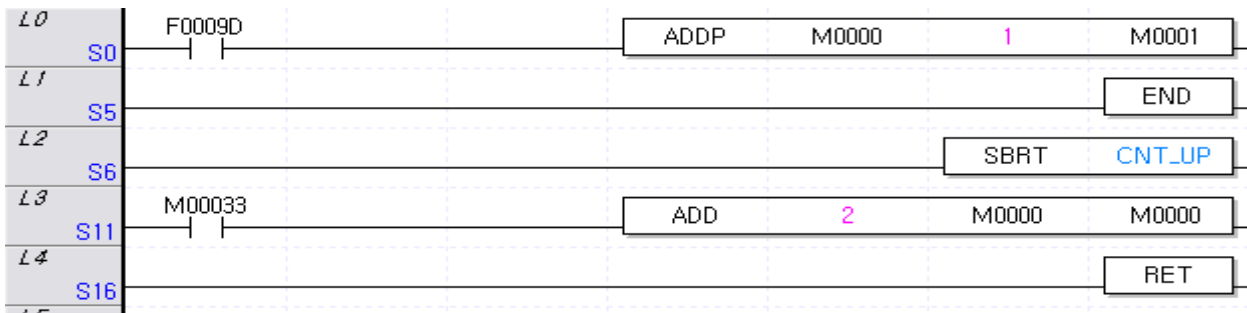 L0
F0009D
S0
ADDP M0000 1 M0001
L1
S5
END
L2
S6
SBRT CNT_UP
L3
M00033
S11
ADD 2 M0000 M0000
L4
S16
RET